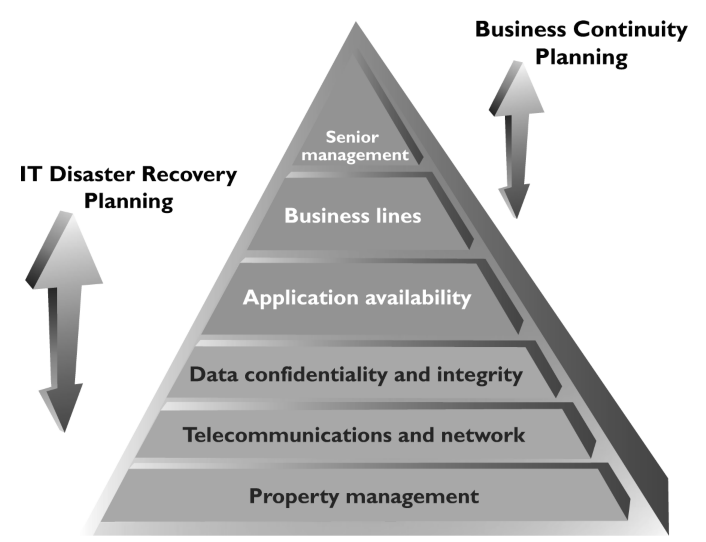 Business Continuity
Planning
IT Disaster Recovery
Planning
Senior
management
Business lines
Application availability
Data confidentiality and integrity
Telecommunications and network
Property management